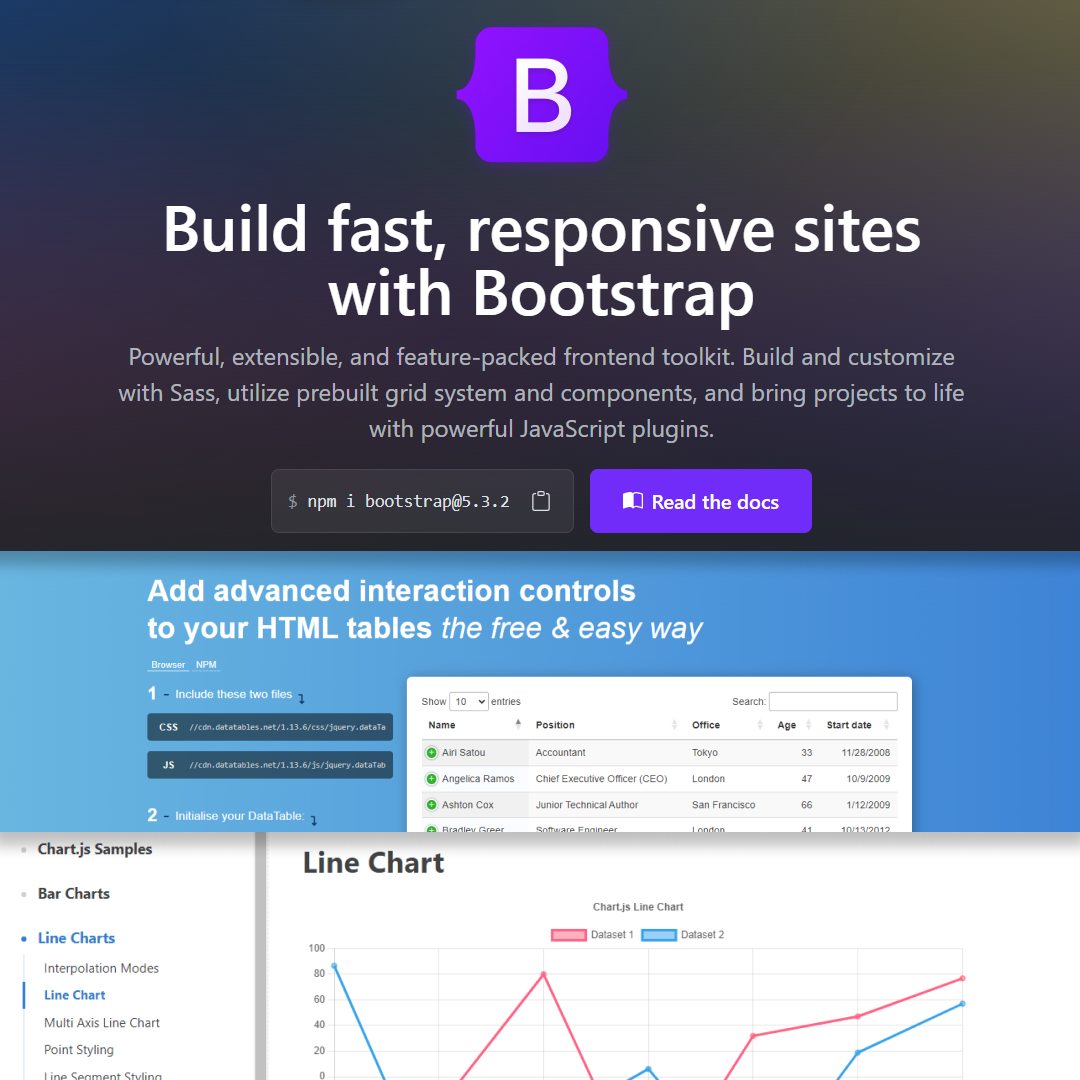 B
Build fast, responsive sites
with Bootstrap
Powerful, extensible, and feature-packed frontend toolkit. Build and customize
with Sass, utilize prebuilt grid system and components, and bring projects to life
with powerful JavaScript plugins.
$ npm i bootstrap@5.3.2
Read the docs
Add advanced interaction controls
to your HTML tables the free & easy way
Browser NPM
1 - Include these two files
CSS //cdn.datatables.net/1.13.6/css/jquery.dataTa
JS //cdn.datatables.net/1.13.6/js/jquery.dataTab
2 - Initialise your DataTable:
Show 10 entries Search:
Name Position Office Age Start date
Airi Satou Accountant Tokyo 33 11/28/2008
Angelica Ramos Chief Executive Officer (CEO) London 47 10/9/2009
Ashton Cox Junior Technical Author San Francisco 66 1/12/2009
Bradley Greer Software Engineer London 41 10/13/2012
Chart.js Samples
Bar Charts
Line Charts
Interpolation Modes
Line Chart
Multi Axis Line Chart
Point Styling
Line Segment Styling
Line Chart
Chart.js Line Chart
Dataset 1 Dataset 2
100
80
60
40
20
0